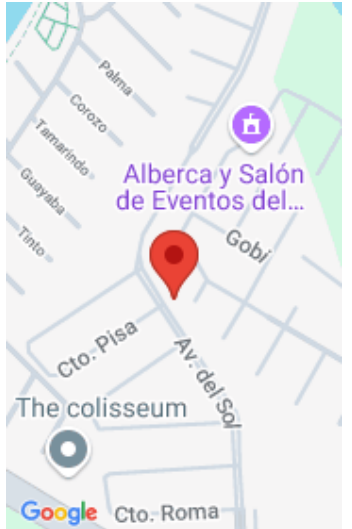 Palma
Corozo
Tamarindo
Guayaba
Tinto
Alberca y Salón
de Eventos del...
Gobi
Cto. Pisa
Av. del Sol
The colisseum
Google
Cto. Roma